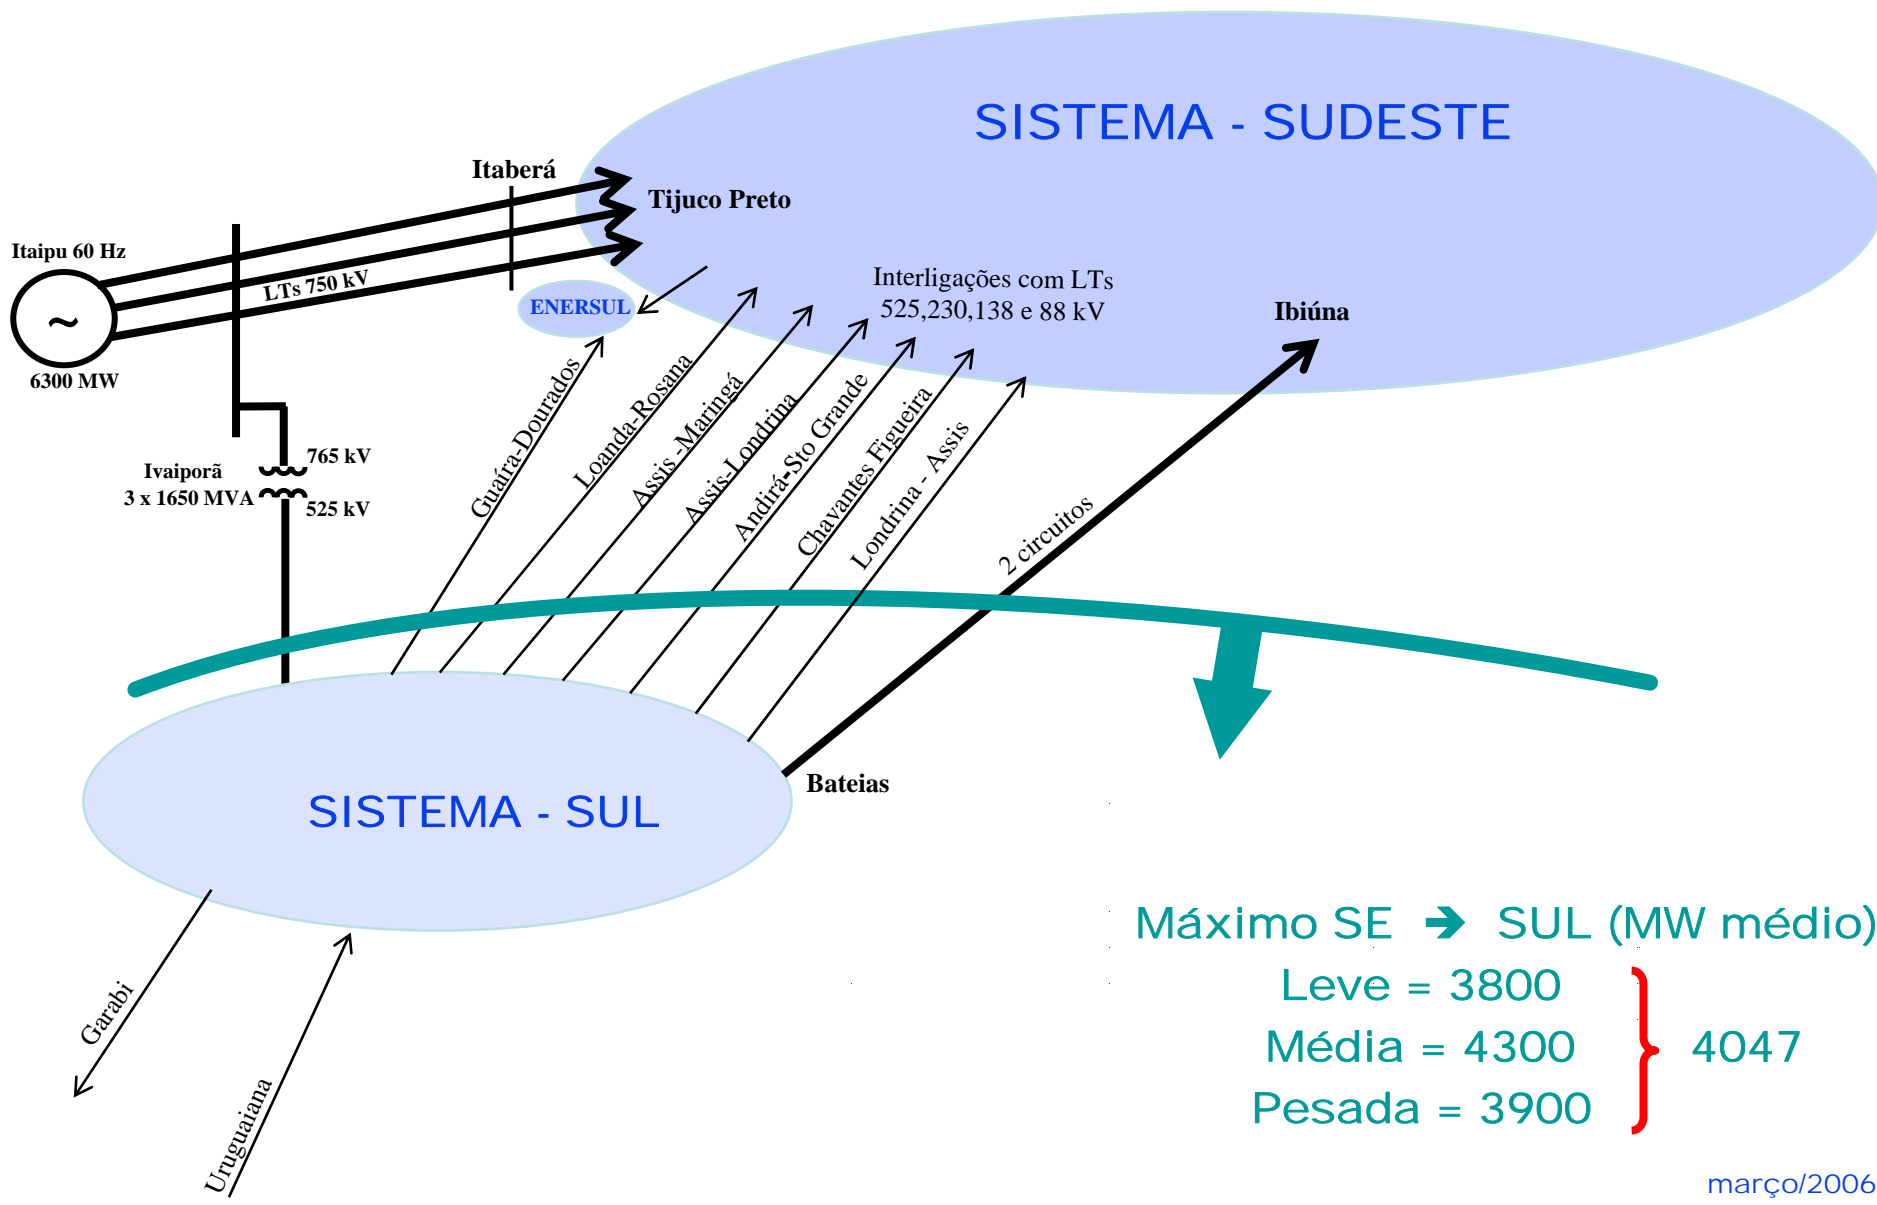 SISTEMA - SUDESTE
Itaberá
Tijuco Preto
Itaipu 60 Hz
LTs 750 kV
~
6300 MW
ENERSUL
Interligações com LTs
525,230,138 e 88 kV
Ibiúna
Guaíra-Dourados
Loanda-Rosana
Assis -Maringá
Assis-Londrina
Andirá-Sto Grande
Chavantes Figueira
Londrina - Assis
2 circuitos
765 kV
Ivaiporã
3 x 1650 MVA
525 kV
Bateias
SISTEMA - SUL
Garabi
Uruguaiana
Máximo SE ➔ SUL (MW médio)
Leve = 3800
Média = 4300
4047
Pesada = 3900
março/2006